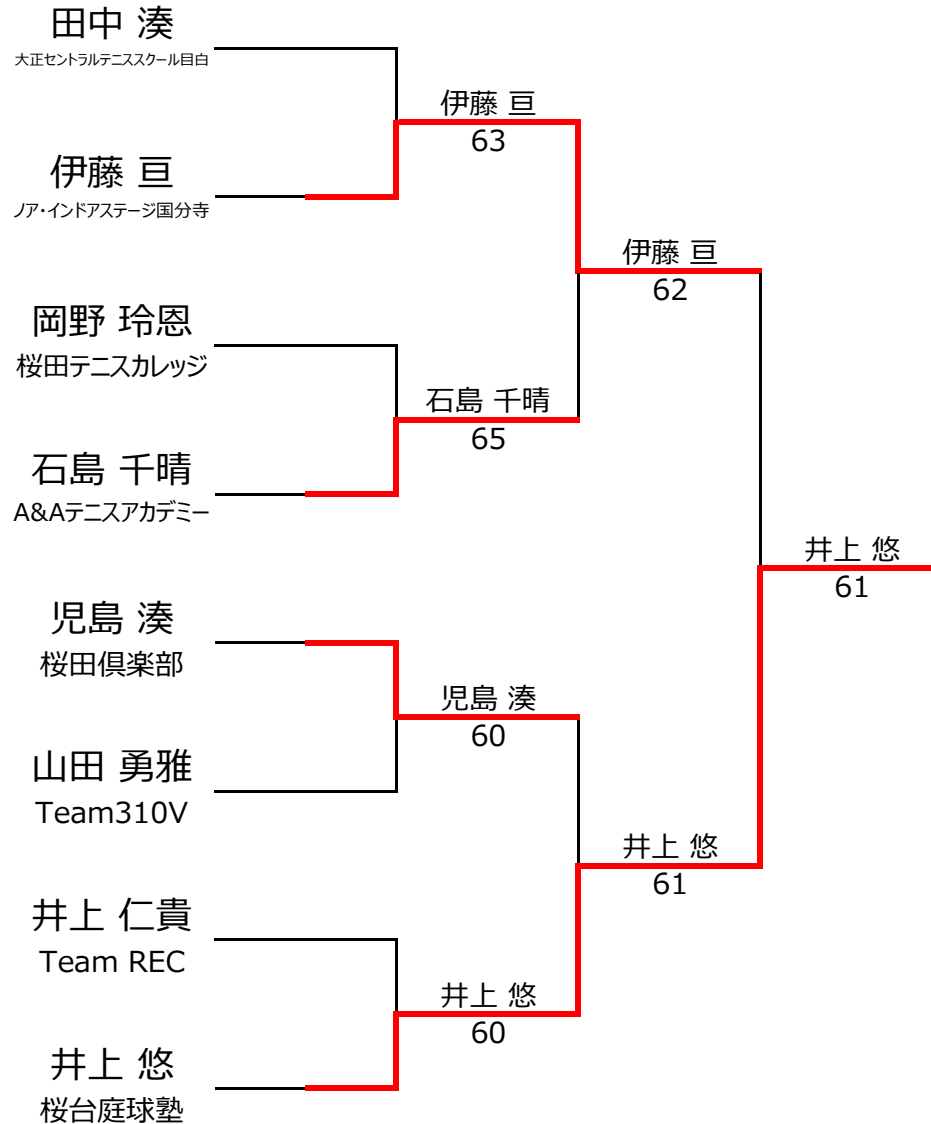 田中 湊
大正セントラルテニススクール目白
伊藤 亘
63
伊藤 亘
ノア・インドアステージ国分寺
伊藤 亘
62
岡野 玲恩
桜田テニスカレッジ
石島 千晴
65
石島 千晴
A&Aテニスアカデミー
井上 悠
61
児島 湊
桜田倶楽部
児島 湊
60
山田 勇雅
Team310V
井上 悠
61
井上 仁貴
Team REC
井上 悠
60
井上 悠
桜台庭球塾